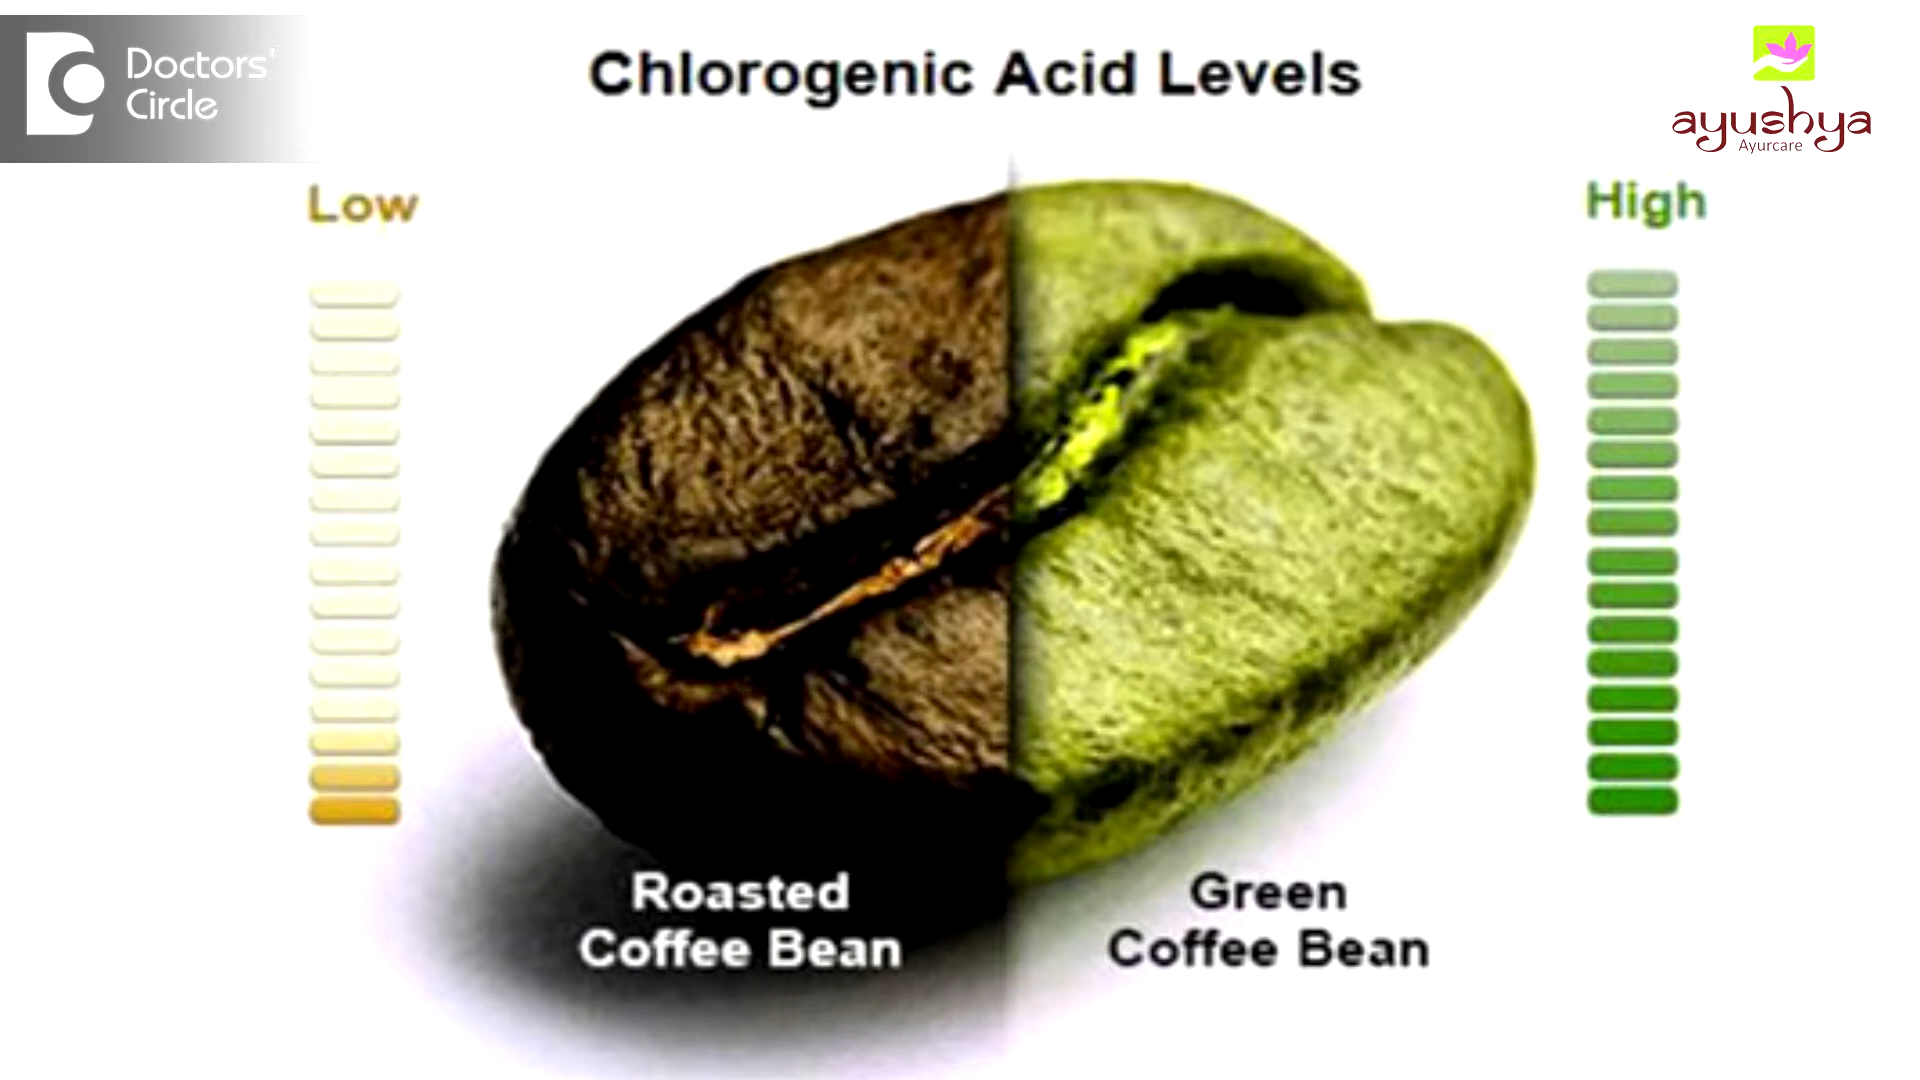 Doctors'
Circle
Chlorogenic Acid Levels
ayushya
Ayurcare
Low
High
Roasted
Coffee Bean
Green
Coffee Bean